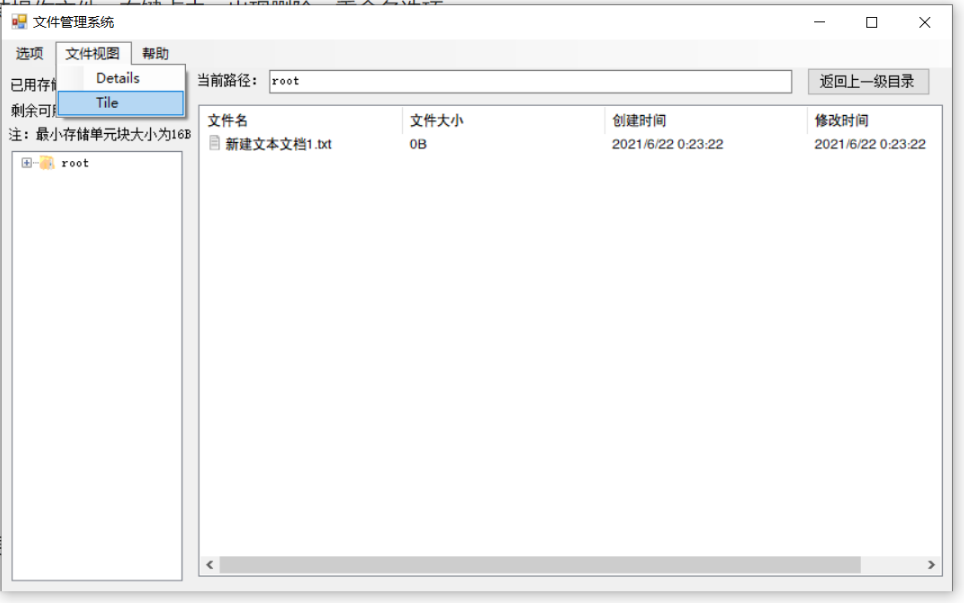 文件管理系统
选项 文件视图 帮助
Details
Tile
已用存
剩余可
注：最小存储单元块大小为16B
root
当前路径： root 返回上一级目录
文件名 文件大小 创建时间 修改时间
新建文本文档1.txt 0B 2021/6/22 0:23:22 2021/6/22 0:23:22